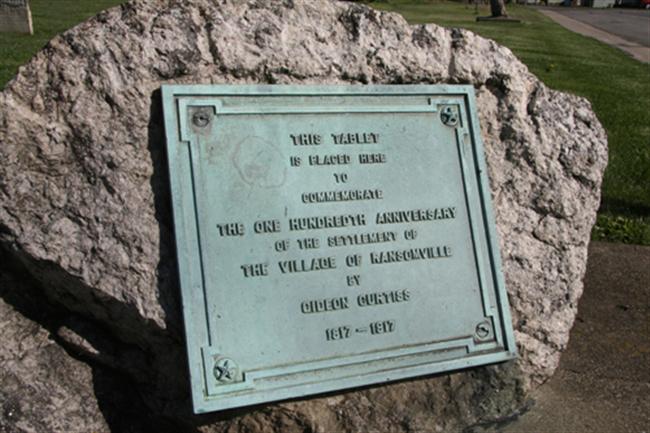 THIS TABLET
IS PLACED HERE
TO
COMMEMORATE
THE ONE HUNDREDTH ANNIVERSARY
OF THE SETTLEMENT OF
THE VILLAGE OF RANSOMVILLE
BY
GIDEON CURTISS
1817 — 1917